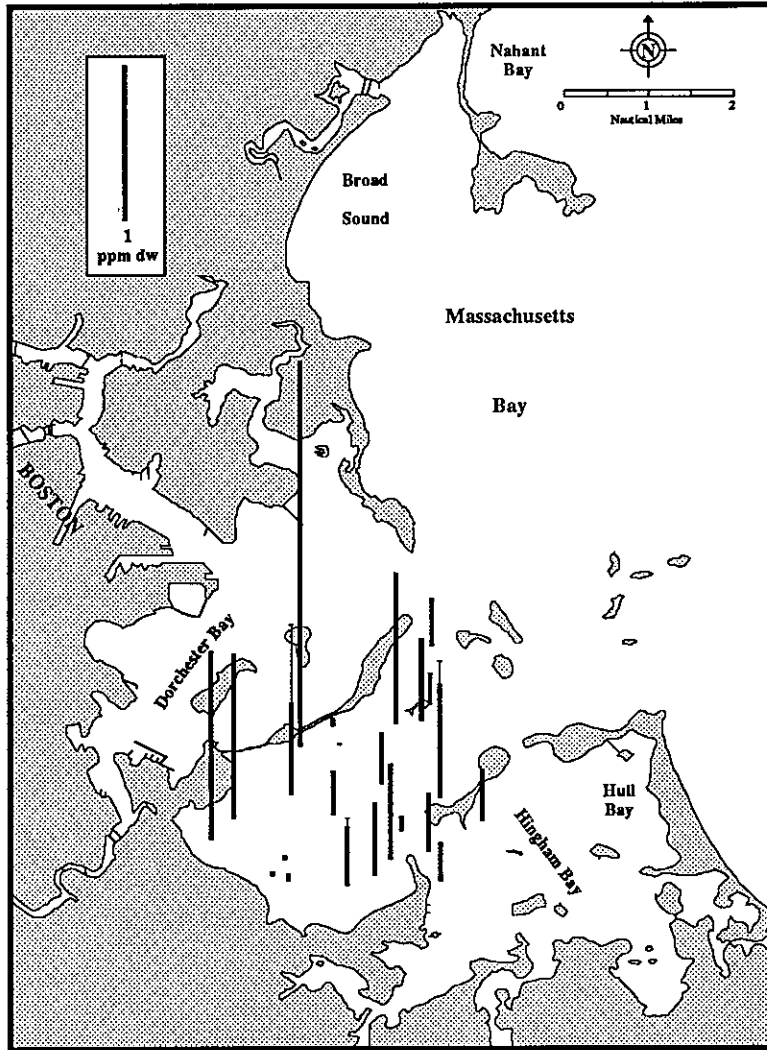 Nahant
Bay
N
0 1 2
Nautical Miles
1
ppm dw
Broad
Sound
Massachusetts
Bay
BOSTON
Dorchester Bay
Hull
Bay
Hingham Bay